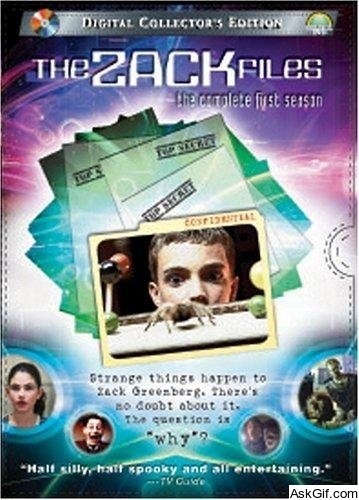 DIGITAL COLLECTOR'S EDITION
THE ZACK FILES
the complete first season
TOP SECRET
TOP S
TOP SECRET
CONFIDENTIAL
Strange things happen to
Zack Greenberg. There's
no doubt about it.
The question is
"why"?
"Half silly, half spooky and all entertaining."
---TV Guide
AskGif.com